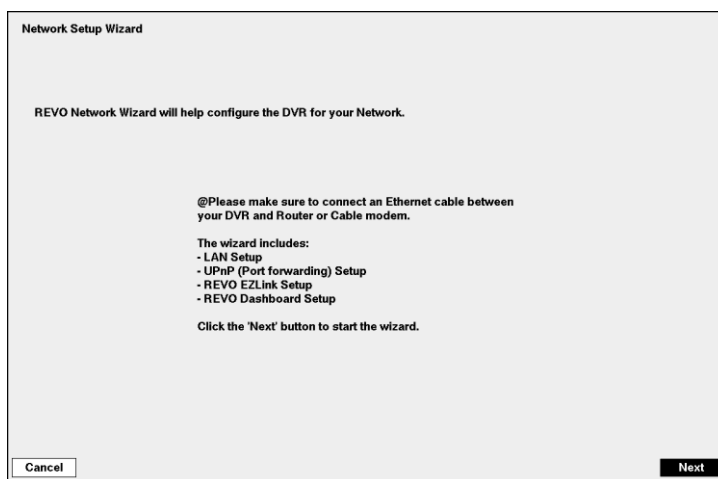 Network Setup Wizard
REVO Network Wizard will help configure the DVR for your Network.
@Please make sure to connect an Ethernet cable between
your DVR and Router or Cable modem.
The wizard includes:
- LAN Setup
- UPnP (Port forwarding) Setup
- REVO EZLink Setup
- REVO Dashboard Setup
Click the 'Next' button to start the wizard.
Cancel
Next